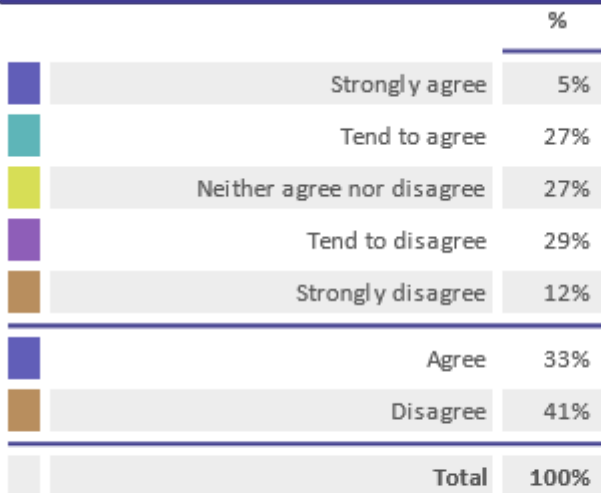 %
Strongly agree 5%
Tend to agree 27%
Neither agree nor disagree 27%
Tend to disagree 29%
Strongly disagree 12%
Agree 33%
Disagree 41%
Total 100%